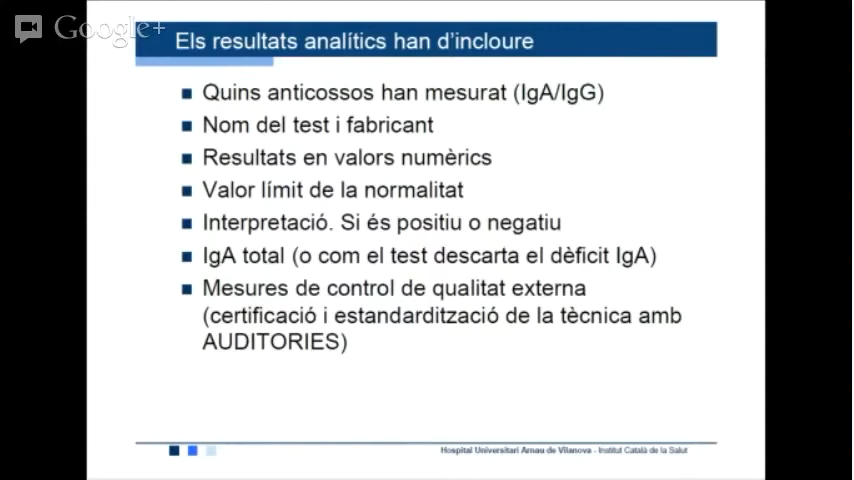 Google+
Els resultats analítics han d'incloure
Quins anticossos han mesurat (IgA/IgG)
Nom del test i fabricant
Resultats en valors numèrics
Valor límit de la normalitat
Interpretació. Si és positiu o negatiu
IgA total (o com el test descarta el dèficit IgA)
Mesures de control de qualitat externa
(certificació i estandardització de la tècnica amb
AUDITORIES)
Hospital Universitari Arnau de Vilanova - Institut Català de la Salut